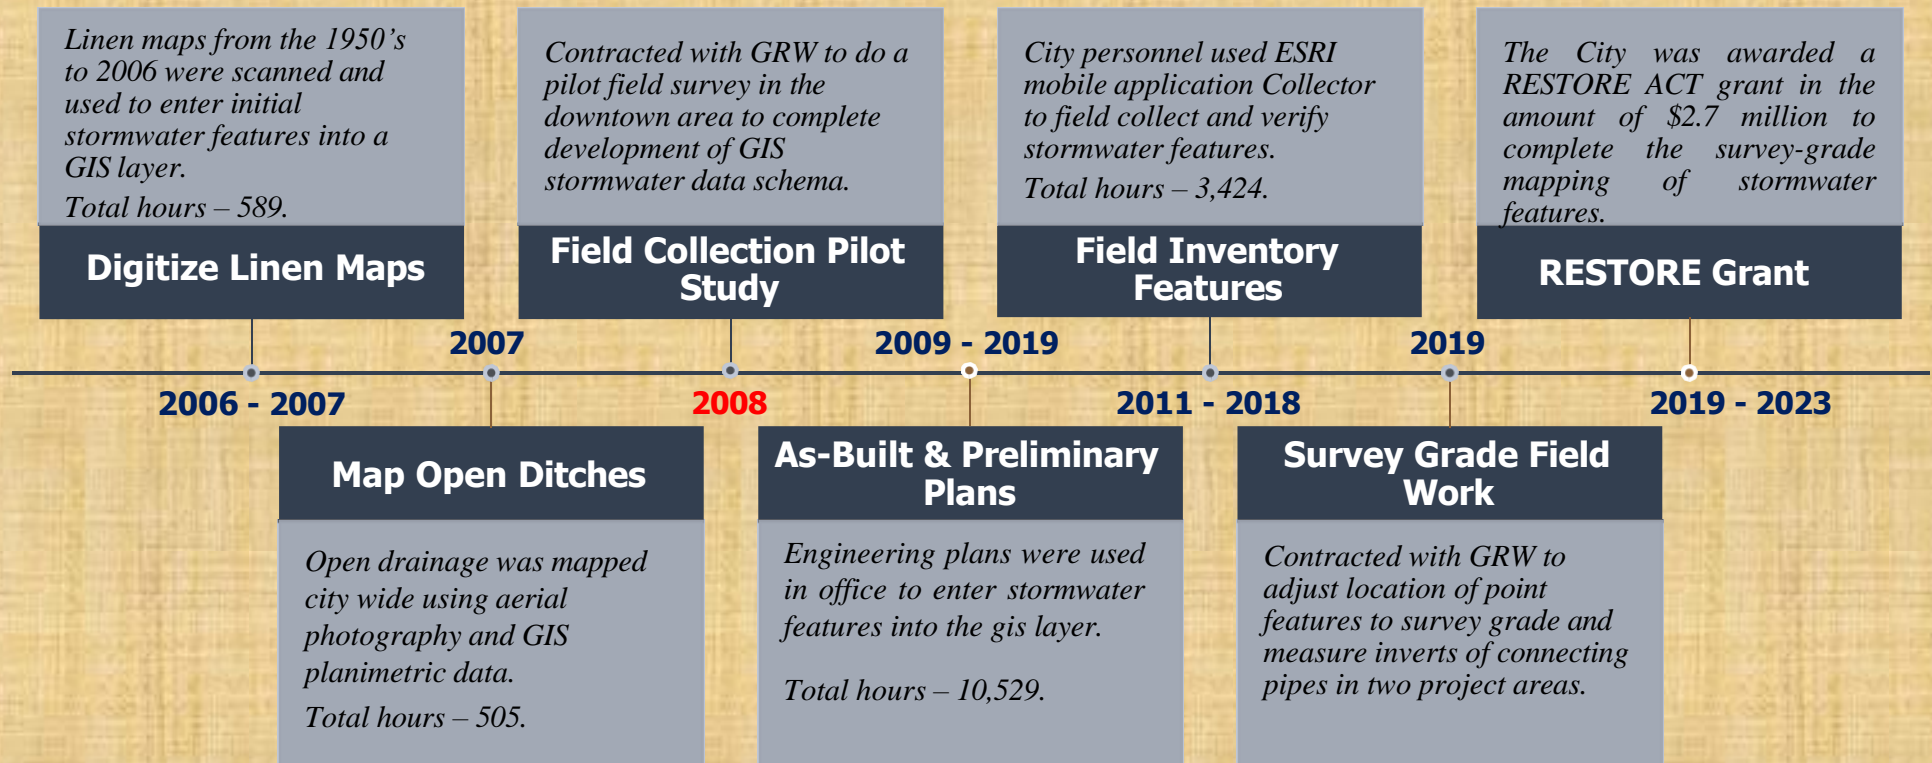 Linen maps from the 1950’s
to 2006 were scanned and
used to enter initial
stormwater features into a
GIS layer.
Total hours – 589.
Digitize Linen Maps
2006 - 2007
2007
Map Open Ditches
Open drainage was mapped
city wide using aerial
photography and GIS
planimetric data.
Total hours – 505.
Contracted with GRW to do a
pilot field survey in the
downtown area to complete
development of GIS
stormwater data schema.
Field Collection Pilot
Study
2008
2009 - 2019
As-Built & Preliminary
Plans
Engineering plans were used
in office to enter stormwater
features into the gis layer.
Total hours – 10,529.
City personnel used ESRI
mobile application Collector
to field collect and verify
stormwater features.
Total hours – 3,424.
Field Inventory
Features
2011 - 2018
2019
Survey Grade Field
Work
Contracted with GRW to
adjust location of point
features to survey grade and
measure inverts of connecting
pipes in two project areas.
The City was awarded a
RESTORE ACT grant in the
amount of $2.7 million to
complete the survey-grade
mapping of stormwater
features.
RESTORE Grant
2019 - 2023